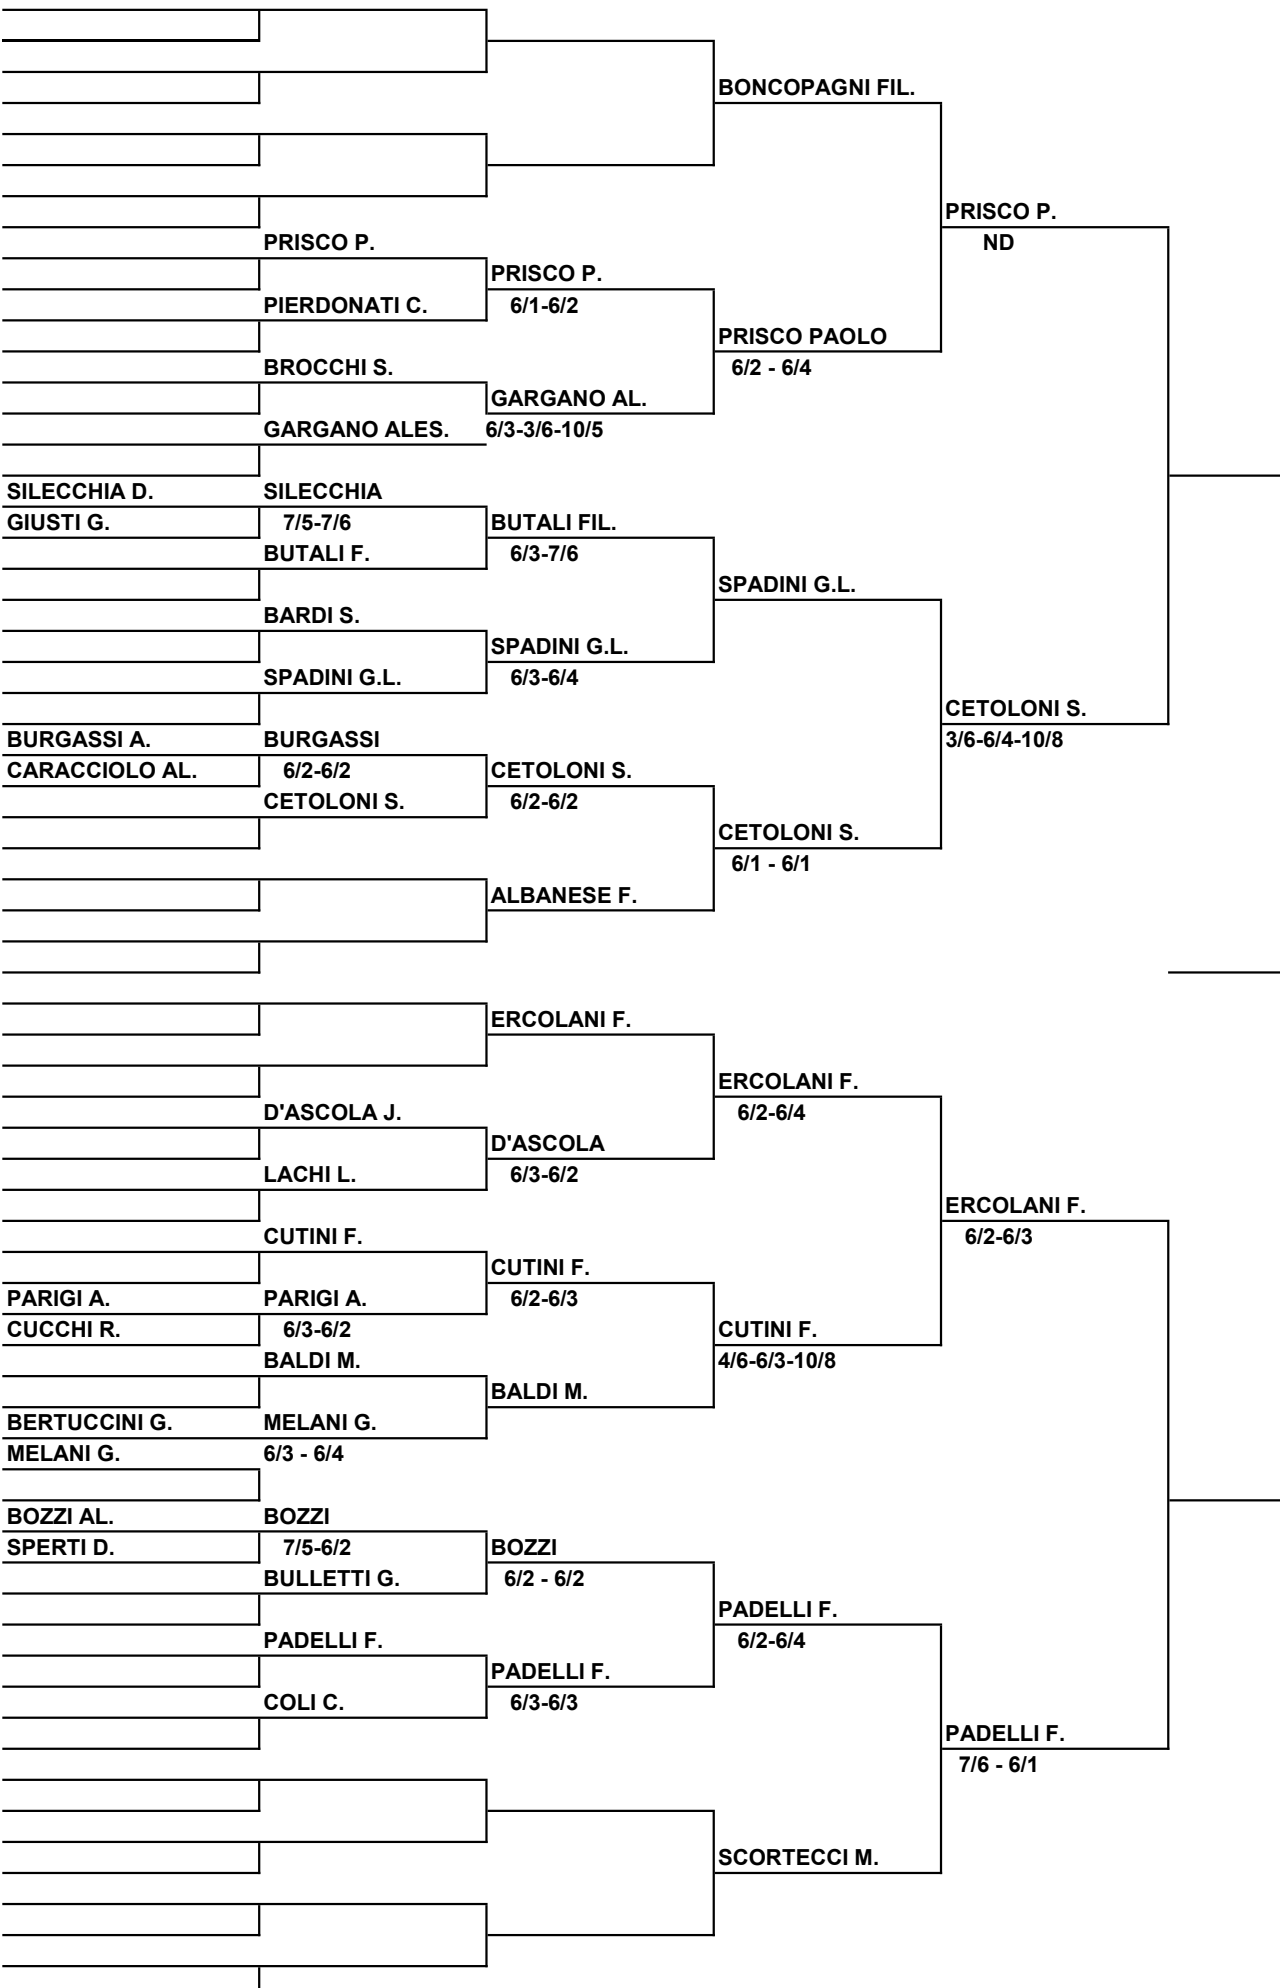 BONCOPAGNI FIL.
PRISCO P.
PRISCO P. ND
PRISCO P.
PIERDONATI C. 6/1-6/2
PRISCO PAOLO
BROCCHI S. 6/2 - 6/4
GARGANO AL.
GARGANO ALES. 6/3-3/6-10/5
SILECCHIA D. SILECCHIA
GIUSTI G. 7/5-7/6 BUTALI FIL.
BUTALI F. 6/3-7/6
SPADINI G.L.
BARDI S.
SPADINI G.L.
SPADINI G.L. 6/3-6/4
CETOLONI S.
BURGASSI A. BURGASSI 3/6-6/4-10/8
CARACCIOLO AL. 6/2-6/2 CETOLONI S.
CETOLONI S. 6/2-6/2
CETOLONI S.
6/1 - 6/1
ALBANESE F.
ERCOLANI F.
ERCOLANI F.
D'ASCOLA J. 6/2-6/4
D'ASCOLA
LACHI L. 6/3-6/2
ERCOLANI F.
CUTINI F. 6/2-6/3
CUTINI F.
PARIGI A. PARIGI A. 6/2-6/3
CUCCHI R. 6/3-6/2 CUTINI F.
BALDI M. 4/6-6/3-10/8
BALDI M.
BERTUCCINI G. MELANI G.
MELANI G. 6/3 - 6/4
BOZZI AL. BOZZI
SPERTI D. 7/5-6/2 BOZZI
BULLETTI G. 6/2 - 6/2
PADELLI F.
PADELLI F. 6/2-6/4
PADELLI F.
COLI C. 6/3-6/3
PADELLI F.
7/6 - 6/1
SCORTECCI M.